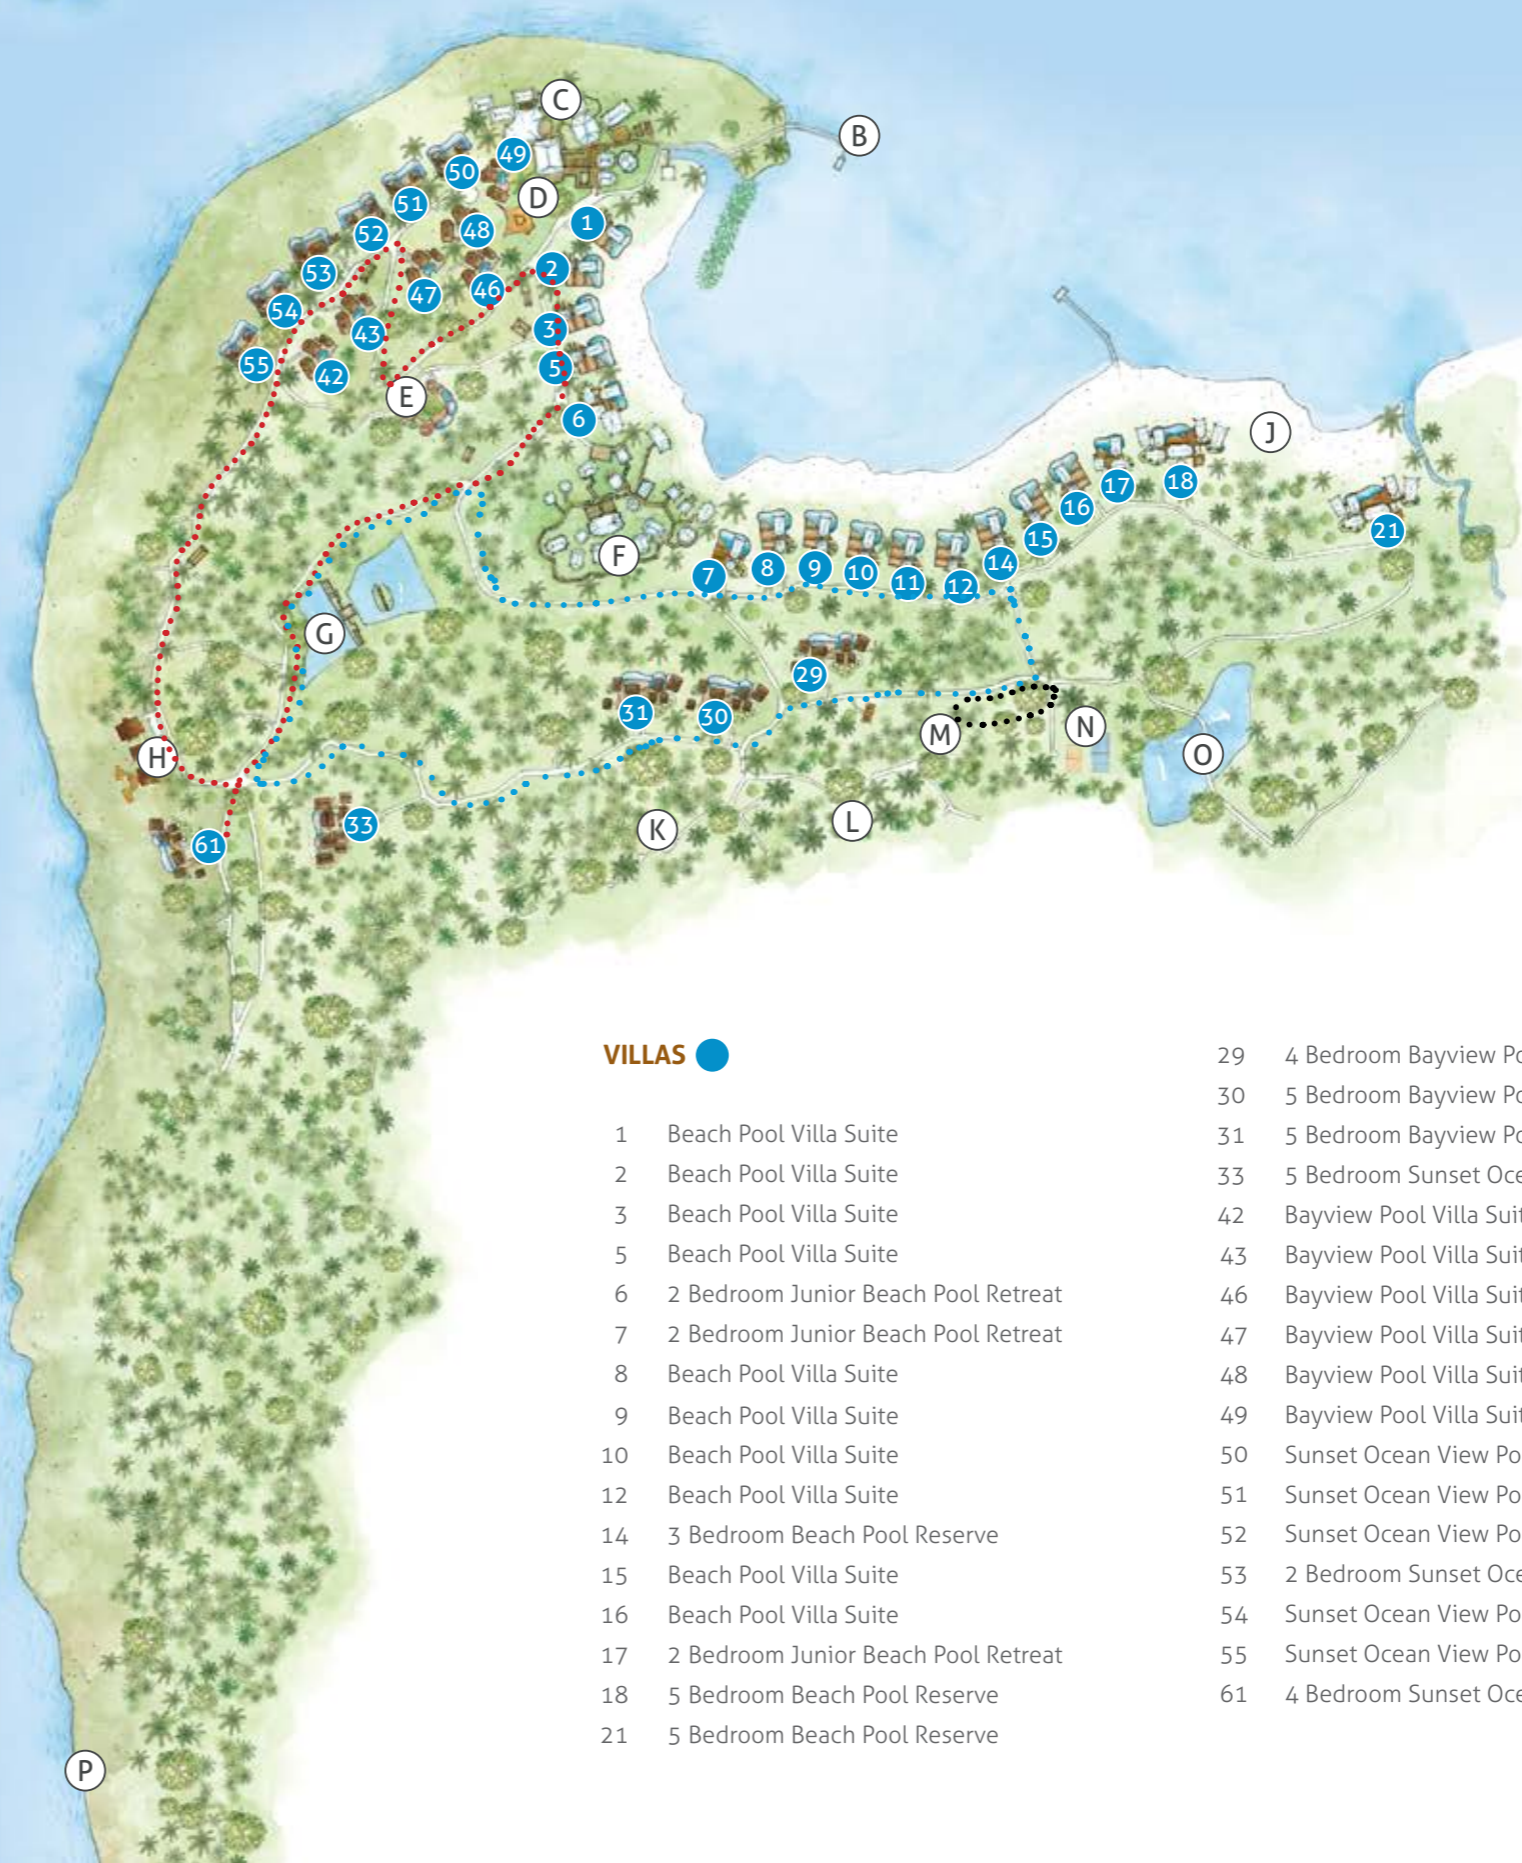 C
B
49
50
D
51
1
48
52
2
53
46
47
54
3
43
55
5
42
E
6
J
18
17
16
21
15
F
14
8
9
10
7
11
12
G
29
31
30
N
M
O
H
L
33
K
61
VILLAS
1 Beach Pool Villa Suite
2 Beach Pool Villa Suite
3 Beach Pool Villa Suite
5 Beach Pool Villa Suite
6 2 Bedroom Junior Beach Pool Retreat
7 2 Bedroom Junior Beach Pool Retreat
8 Beach Pool Villa Suite
9 Beach Pool Villa Suite
10 Beach Pool Villa Suite
12 Beach Pool Villa Suite
14 3 Bedroom Beach Pool Reserve
15 Beach Pool Villa Suite
16 Beach Pool Villa Suite
17 2 Bedroom Junior Beach Pool Retreat
18 5 Bedroom Beach Pool Reserve
21 5 Bedroom Beach Pool Reserve
29 4 Bedroom Bayview
30 5 Bedroom Bayview
31 5 Bedroom Bayview
33 5 Bedroom Sunset
42 Bayview Pool Villa
43 Bayview Pool Villa
46 Bayview Pool Villa
47 Bayview Pool Villa
48 Bayview Pool Villa
49 Bayview Pool Villa
50 Sunset Ocean View
51 Sunset Ocean View
52 Sunset Ocean View
53 2 Bedroom Sunset
54 Sunset Ocean View
55 Sunset Ocean View
61 4 Bedroom Sunset
P